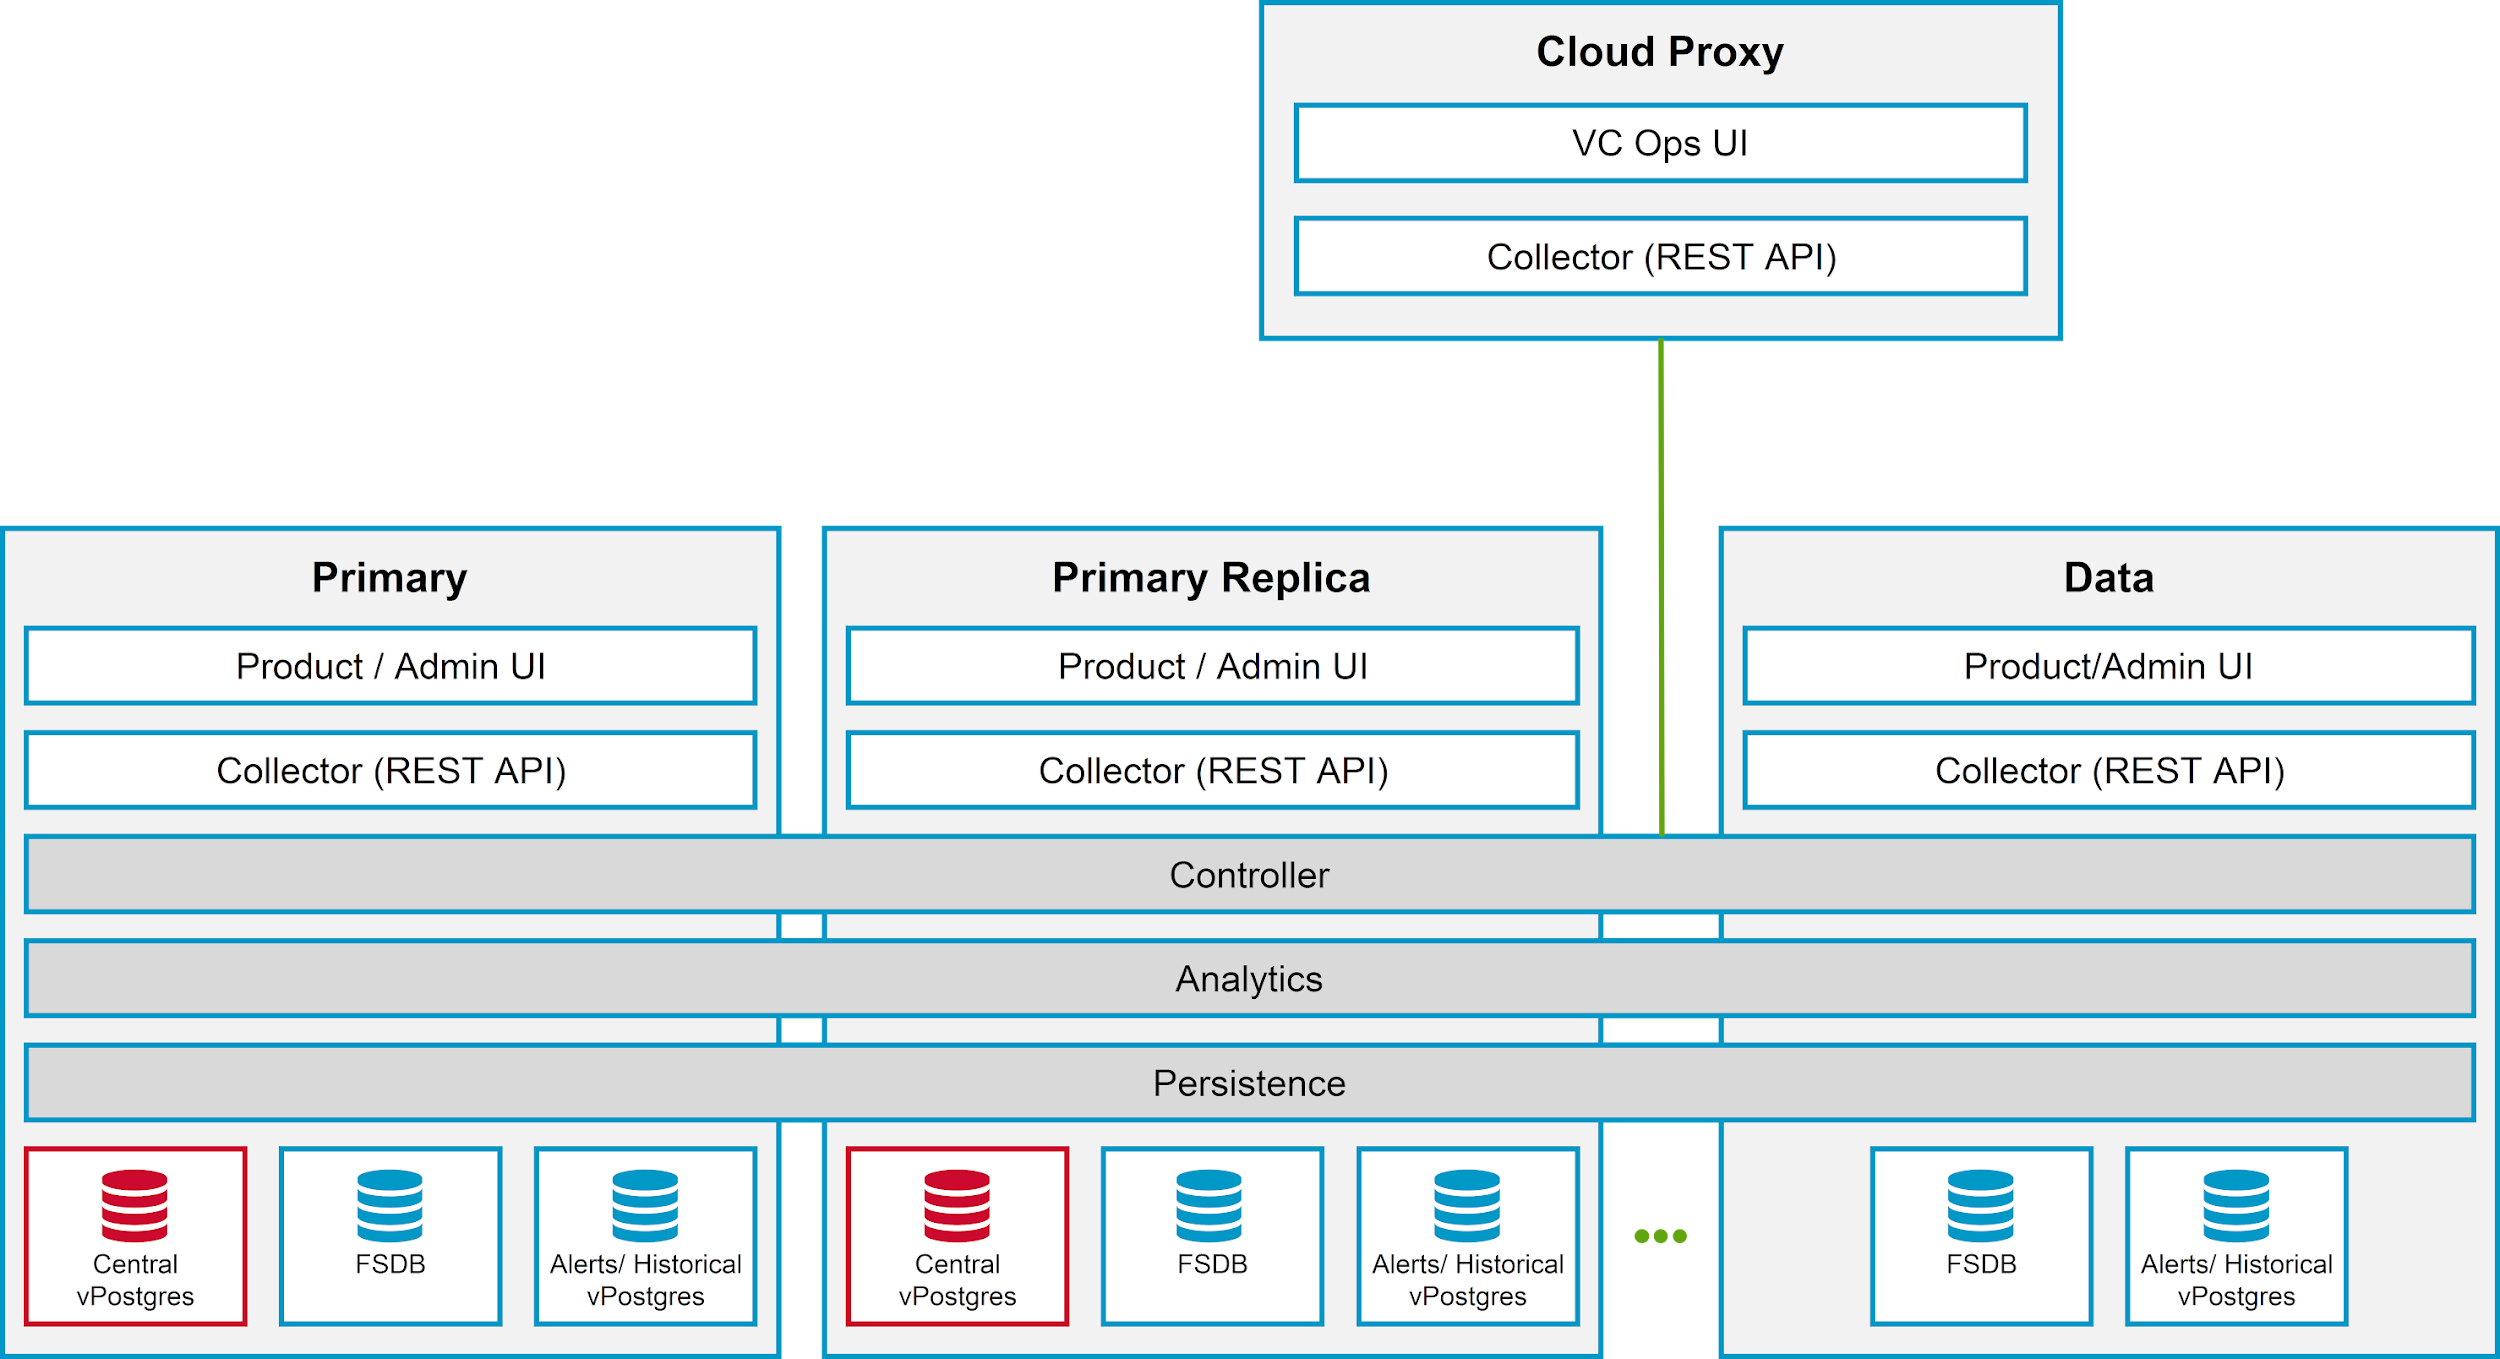 Cloud Proxy
VC Ops UI
Collector (REST API)
Primary
Product / Admin UI
Collector (REST API)
Primary Replica
Product / Admin UI
Collector (REST API)
Data
Product/Admin UI
Collector (REST API)
Controller
Analytics
Persistence
Central
vPostgres
FSDB
Alerts/ Historical
vPostgres
Central
vPostgres
FSDB
Alerts/ Historical
vPostgres
FSDB
Alerts/ Historical
vPostgres